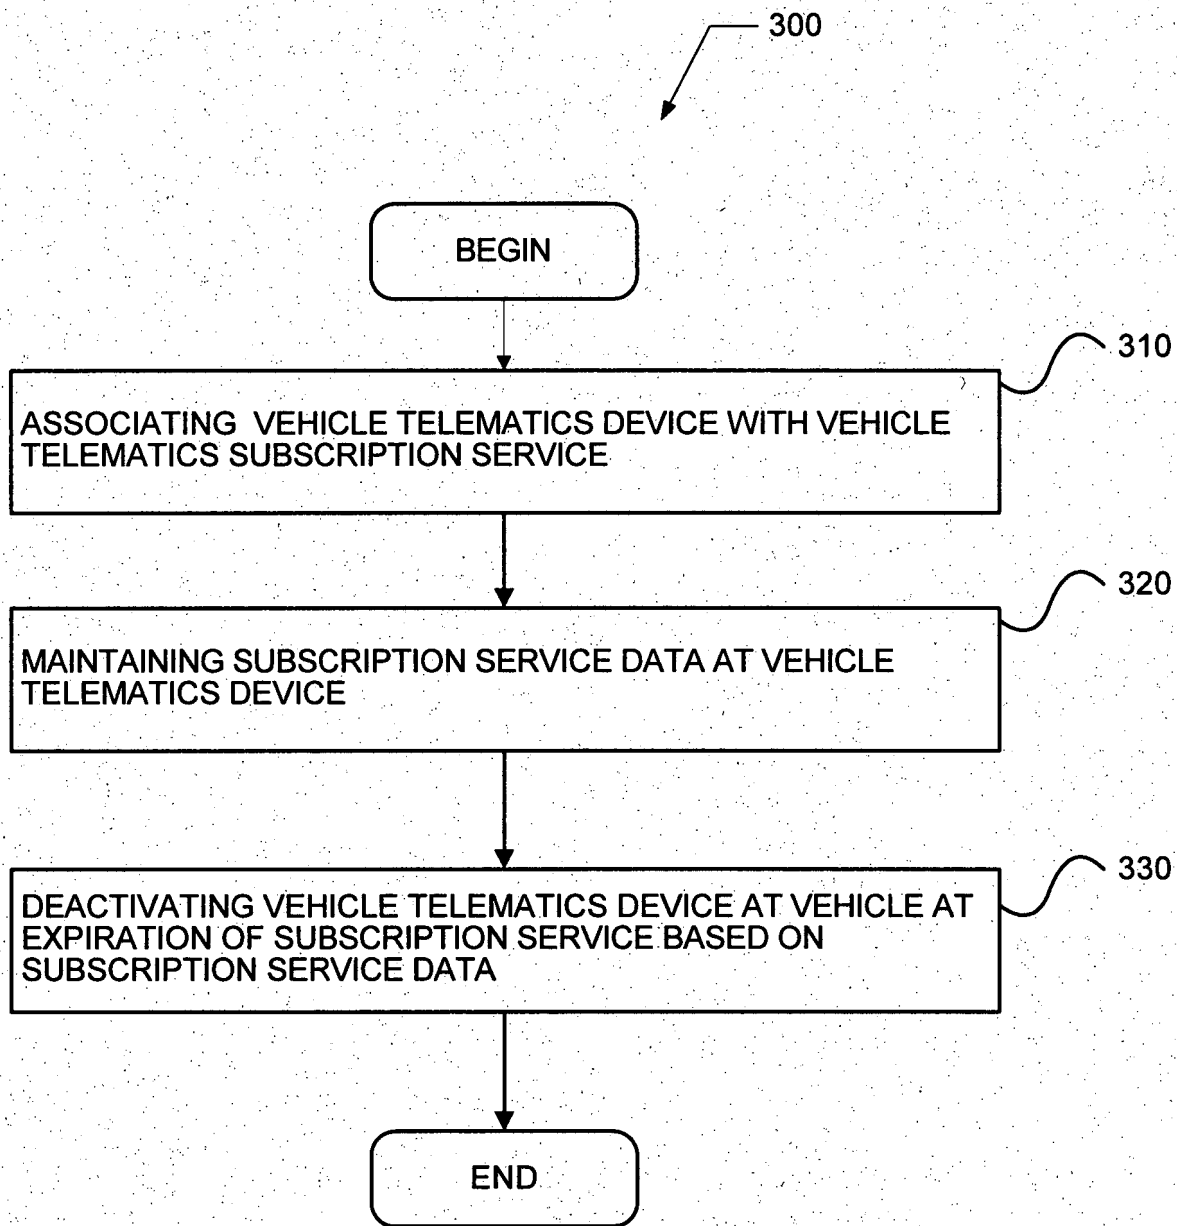 300
BEGIN
310
ASSOCIATING VEHICLE TELEMATICS DEVICE WITH VEHICLE
TELEMATICS SUBSCRIPTION SERVICE
320
MAINTAINING SUBSCRIPTION SERVICE DATA AT VEHICLE
TELEMATICS DEVICE
330
DEACTIVATING VEHICLE TELEMATICS DEVICE AT VEHICLE AT
EXPIRATION OF SUBSCRIPTION SERVICE BASED ON
SUBSCRIPTION SERVICE DATA
END